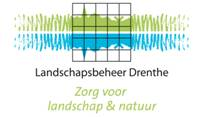 Landschapsbeheer Drenthe
Zorg voor
landschap & natuur